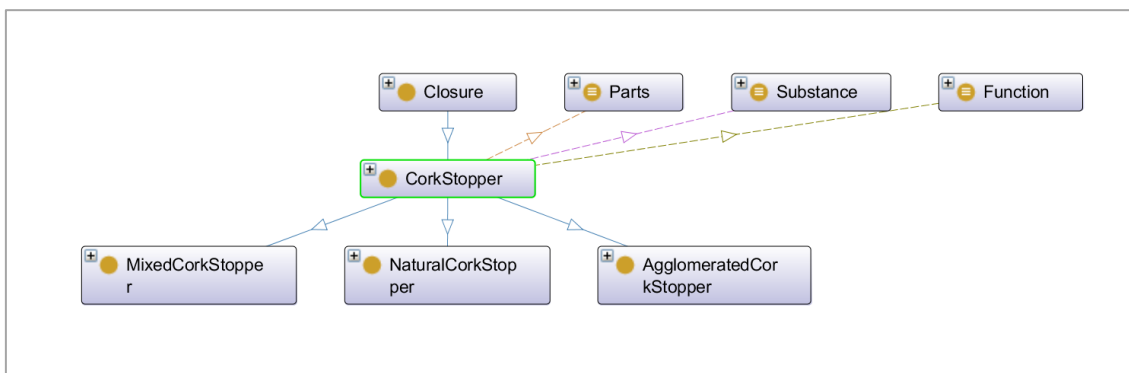 Closure
Parts
Substance
Function
CorkStopper
MixedCorkStoppe
r
NaturalCorkStop
per
AgglomeratedCor
kStopper